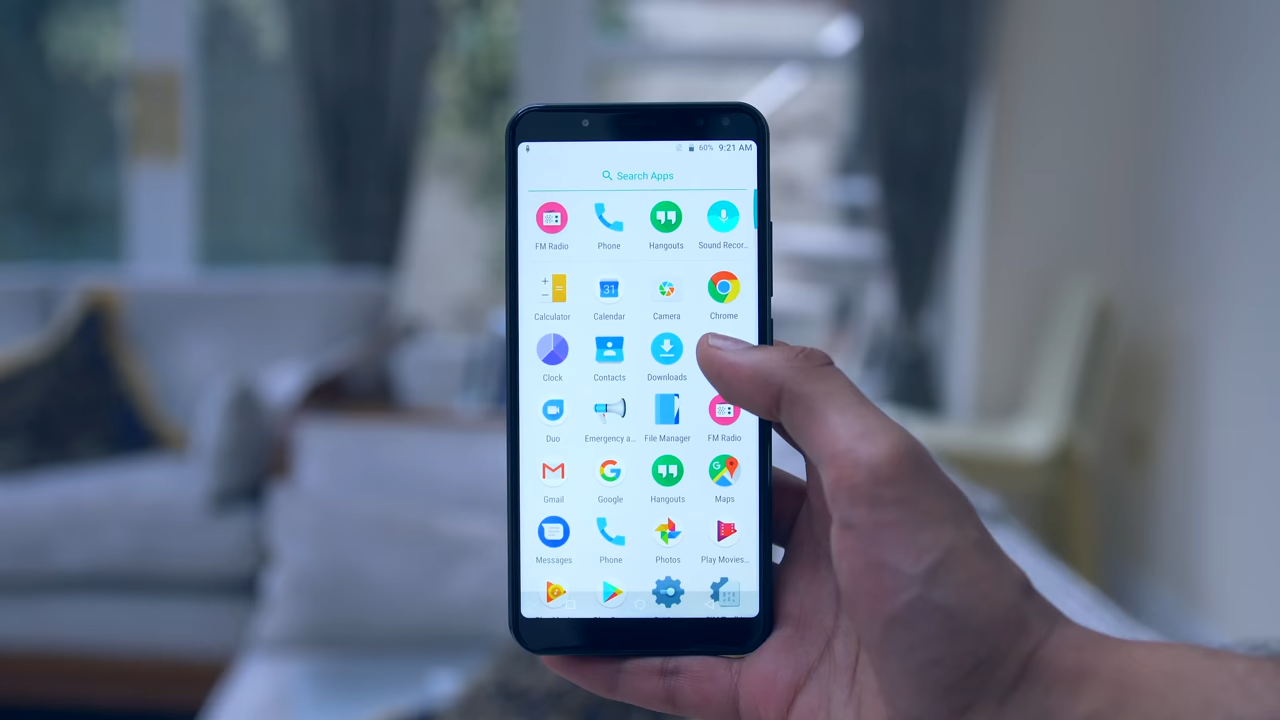 60% 9:21 AM
Search Apps
FM Radio Phone Hangouts Sound Recor..
Calculator Calendar Camera Chrome
31
Clock Contacts Downloads
Duo Emergency a.. File Manager FM Radio
Gmail Google Hangouts Maps
Messages Phone Photos Play Movies..